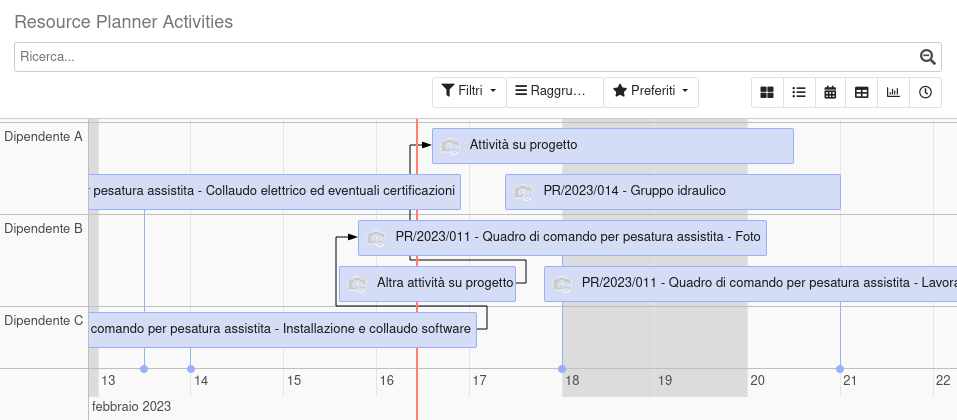 Resource Planner Activities
Ricerca...
Filtri Raggru... Preferiti
Dipendente A
Attività su progetto
pesatura assistita - Collaudo elettrico ed eventuali certificazioni
PR/2023/014 - Gruppo idraulico
Dipendente B
PR/2023/011 - Quadro di comando per pesatura assistita - Foto
Altra attività su progetto
PR/2023/011 - Quadro di comando per pesatura assistita - Lavora
Dipendente C
comando per pesatura assistita - Installazione e collaudo software
13 14 15 16 17 18 19 20 21 22
febbraio 2023